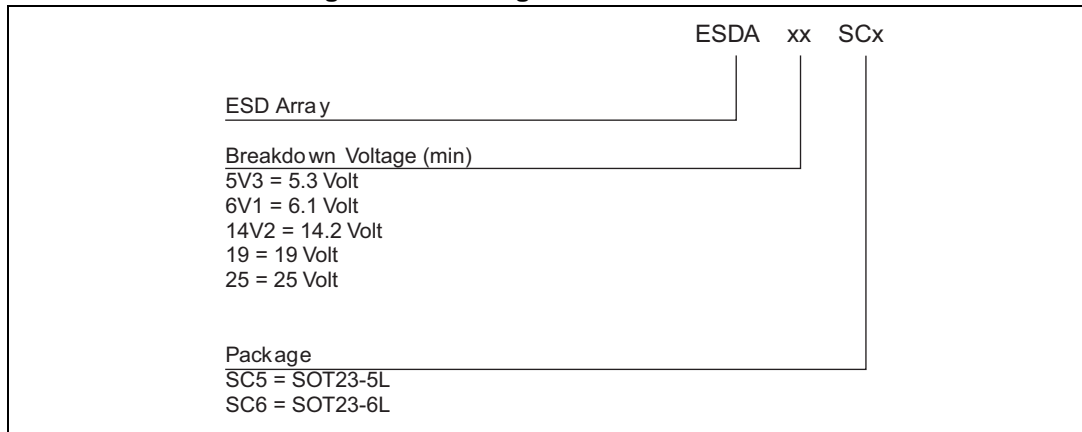 ESDA xx SCx
ESD Array
Breakdown Voltage (min)
5V3 = 5.3 Volt
6V1 = 6.1 Volt
14V2 = 14.2 Volt
19 = 19 Volt
25 = 25 Volt
Package
SC5 = SOT23-5L
SC6 = SOT23-6L